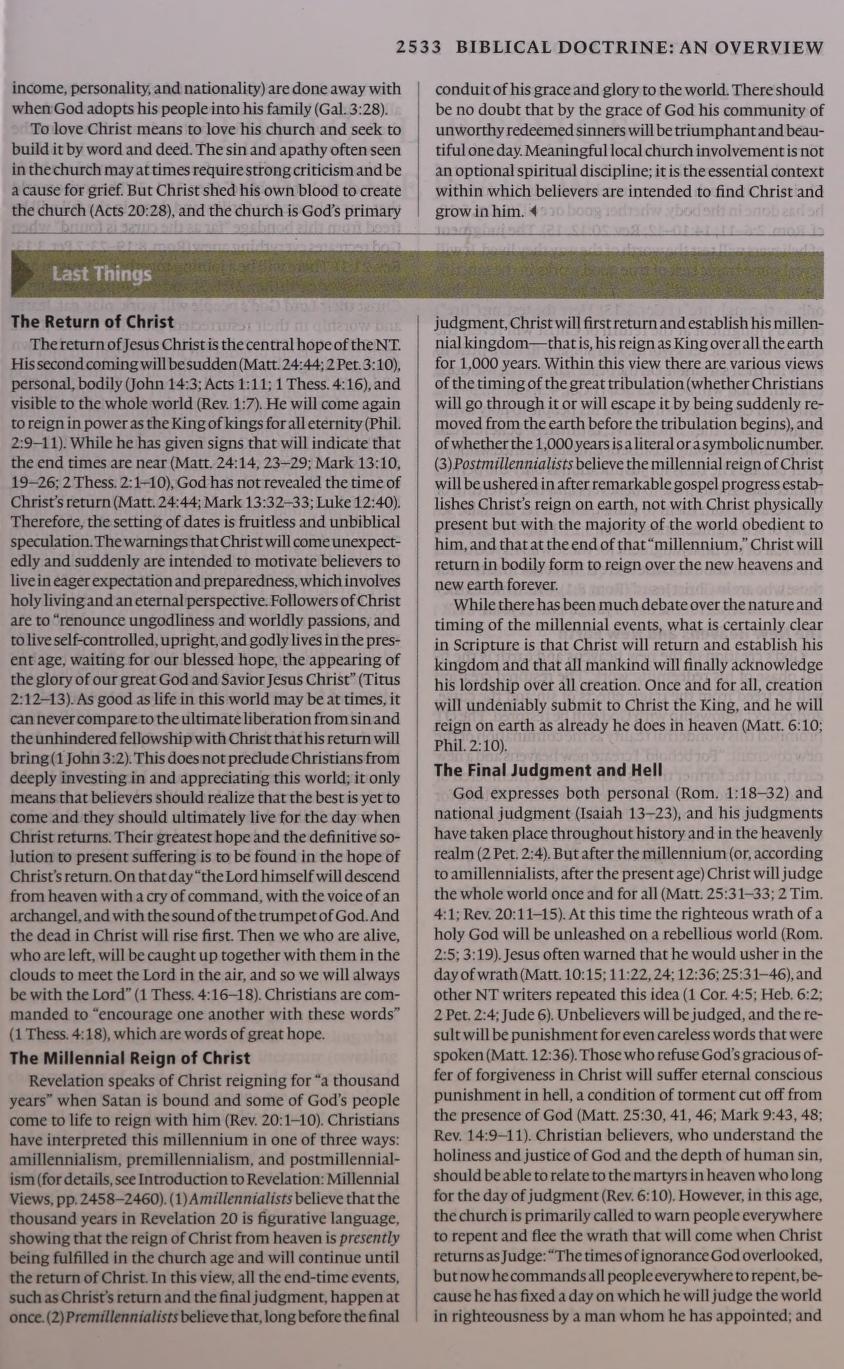 2533 BIBLICAL DOCTRINE: AN OVERVIEW
income, personality, and nationality) are done away with
when God adopts his people into his family (Gal. 3:28).
To love Christ means to love his church and seek to
build it by word and deed. The sin and apathy often seen
in the church may at times require strong criticism and be
a cause for grief. But Christ shed his own blood to create
the church (Acts 20:28), and the church is God's primary
conduit of his grace and glory to the world. There should
be no doubt that by the grace of God his community of
unworthy redeemed sinners will be triumphant and beau-
tiful one day. Meaningful local church involvement is not
an optional spiritual discipline; it is the essential context
within which believers are intended to find Christ and
grow in him.
Last Things
The Return of Christ
The return of Jesus Christ is the central hope of the NT.
His second coming will be sudden (Matt. 24:44; 2 Pet. 3:10),
personal, bodily (John 14:3; Acts 1:11; 1 Thess. 4:16), and
visible to the whole world (Rev. 1:7). He will come again
to reign in power as the King of kings for all eternity (Phil.
2:9–11). While he has given signs that will indicate that
the end times are near (Matt. 24:14, 23–29; Mark 13:10,
19–26; 2 Thess. 2:1–10), God has not revealed the time of
Christ's return (Matt. 24:44; Mark 13:32–33; Luke 12:40).
Therefore, the setting of dates is fruitless and unbiblical
speculation. The warnings that Christ will come unexpect-
edly and suddenly are intended to motivate believers to
live in eager expectation and preparedness, which involves
holy living and an eternal perspective. Followers of Christ
are to "renounce ungodliness and worldly passions, and
to live self-controlled, upright, and godly lives in the pres-
ent age, waiting for our blessed hope, the appearing of
the glory of our great God and Savior Jesus Christ" (Titus
2:12–13). As good as life in this world may be at times, it
can never compare to the ultimate liberation from sin and
the unhindered fellowship with Christ that his return will
bring (1 John 3:2). This does not preclude Christians from
deeply investing in and appreciating this world; it only
means that believers should realize that the best is yet to
come and they should ultimately live for the day when
Christ returns. Their greatest hope and the definitive so-
lution to present suffering is to be found in the hope of
Christ's return. On that day "the Lord himself will descend
from heaven with a cry of command, with the voice of an
archangel, and with the sound of the trumpet of God. And
the dead in Christ will rise first. Then we who are alive,
who are left, will be caught up together with them in the
clouds to meet the Lord in the air, and so we will always
be with the Lord" (1 Thess. 4:16–18). Christians are com-
manded to "encourage one another with these words"
(1 Thess. 4:18), which are words of great hope.
The Millennial Reign of Christ
Revelation speaks of Christ reigning for "a thousand
years" when Satan is bound and some of God's people
come to life to reign with him (Rev. 20:1–10). Christians
have interpreted this millennium in one of three ways:
amillennialism, premillennialism, and postmillennial-
ism (for details, see Introduction to Revelation: Millennial
Views, pp. 2458–2460). (1) Amillennialists believe that the
thousand years in Revelation 20 is figurative language,
showing that the reign of Christ from heaven is presently
being fulfilled in the church age and will continue until
the return of Christ. In this view, all the end-time events,
such as Christ's return and the final judgment, happen at
once. (2) Premillennialists believe that, long before the final
judgment, Christ will first return and establish his millen-
nial kingdom—that is, his reign as King over all the earth
for 1,000 years. Within this view there are various views
of the timing of the great tribulation (whether Christians
will go through it or will escape it by being suddenly re-
moved from the earth before the tribulation begins), and
of whether the 1,000 years is a literal or a symbolic number.
(3) Postmillennialists believe the millennial reign of Christ
will be ushered in after remarkable gospel progress estab-
lishes Christ's reign on earth, not with Christ physically
present but with the majority of the world obedient to
him, and that at the end of that "millennium," Christ will
return in bodily form to reign over the new heavens and
new earth forever.
While there has been much debate over the nature and
timing of the millennial events, what is certainly clear
in Scripture is that Christ will return and establish his
kingdom and that all mankind will finally acknowledge
his lordship over all creation. Once and for all, creation
will undeniably submit to Christ the King, and he will
reign on earth as already he does in heaven (Matt. 6:10;
Phil. 2:10).
The Final Judgment and Hell
God expresses both personal (Rom. 1:18–32) and
national judgment (Isaiah 13–23), and his judgments
have taken place throughout history and in the heavenly
realm (2 Pet. 2:4). But after the millennium (or, according
to amillennialists, after the present age) Christ will judge
the whole world once and for all (Matt. 25:31–33; 2 Tim.
4:1; Rev. 20:11–15). At this time the righteous wrath of a
holy God will be unleashed on a rebellious world (Rom.
2:5; 3:19). Jesus often warned that he would usher in the
day of wrath (Matt. 10:15; 11:22, 24; 12:36; 25:31–46), and
other NT writers repeated this idea (1 Cor. 4:5; Heb. 6:2;
2 Pet. 2:4; Jude 6). Unbelievers will be judged, and the re-
sult will be punishment for even careless words that were
spoken (Matt. 12:36). Those who refuse God's gracious of-
fer of forgiveness in Christ will suffer eternal conscious
punishment in hell, a condition of torment cut off from
the presence of God (Matt. 25:30, 41, 46; Mark 9:43, 48;
Rev. 14:9–11). Christian believers, who understand the
holiness and justice of God and the depth of human sin,
should be able to relate to the martyrs in heaven who long
for the day of judgment (Rev. 6:10). However, in this age,
the church is primarily called to warn people everywhere
to repent and flee the wrath that will come when Christ
returns as Judge: "The times of ignorance God overlooked,
but now he commands all people everywhere to repent, be-
cause he has fixed a day on which he will judge the world
in righteousness by a man whom he has appointed; and